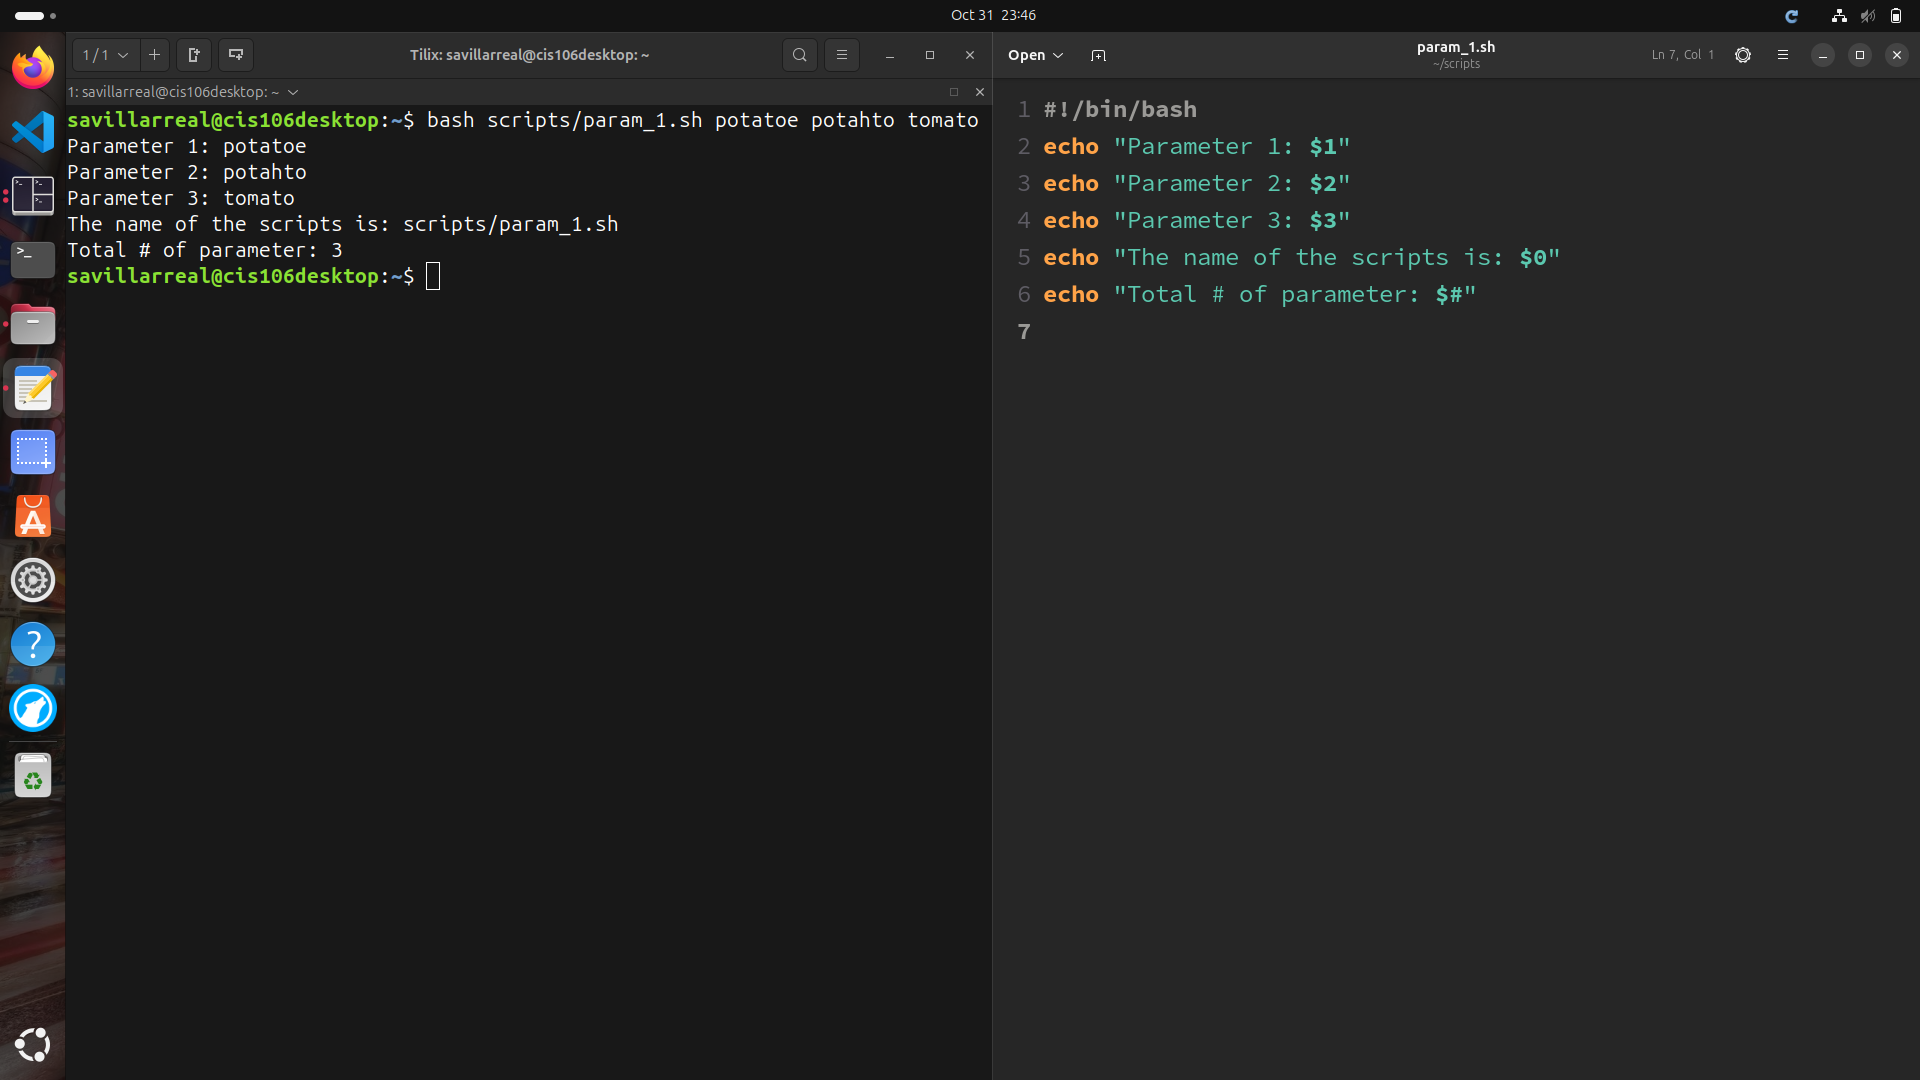 Oct 31 23:46
1 / 1
Tilix: savillarreal@cis106desktop: ~
1: savillarreal@cis106desktop: ~
savillarreal@cis106desktop:~$ bash scripts/param_1.sh potatoe potahto tomato
Parameter 1: potatoe
Parameter 2: potahto
Parameter 3: tomato
The name of the scripts is: scripts/param_1.sh
Total # of parameter: 3
savillarreal@cis106desktop:~$
Open
param_1.sh
~/scripts
Ln 7, Col 1
1 #!/bin/bash
2 echo "Parameter 1: $1"
3 echo "Parameter 2: $2"
4 echo "Parameter 3: $3"
5 echo "The name of the scripts is: $0"
6 echo "Total # of parameter: $#"
7